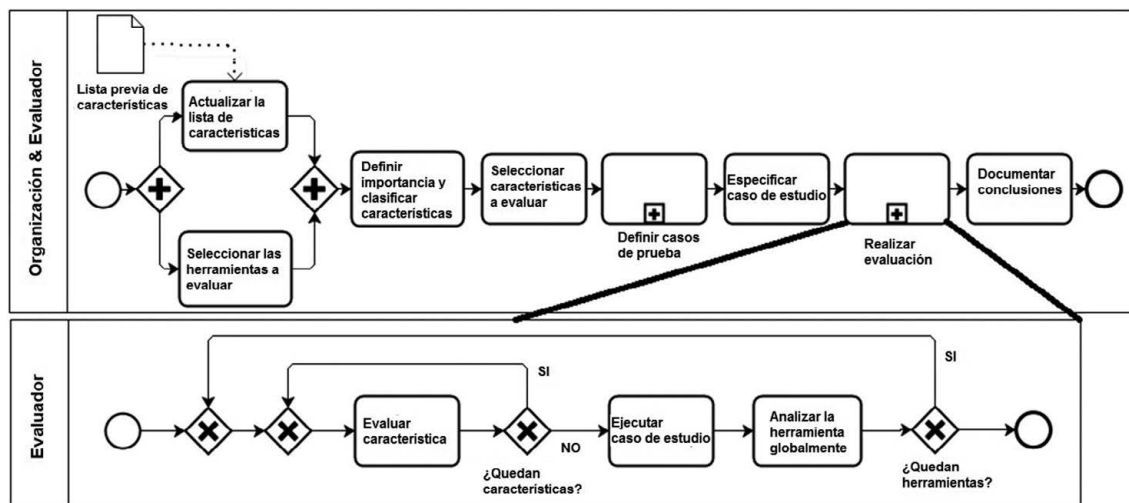 Organización & Evaluador
Lista previa de
características
Actualizar la
lista de
características
Seleccionar las
herramientas a
evaluar
Definir
importancia y
clasificar
características
Seleccionar
características
a evaluar
Definir casos
de prueba
Especificar
caso de estudio
Realizar
evaluación
Documentar
conclusiones
Evaluador
Evaluar
característica
SI
NO
¿Quedan
características?
Ejecutar
caso de estudio
Analizar la
herramienta
globalmente
SI
¿Quedan
herramientas?